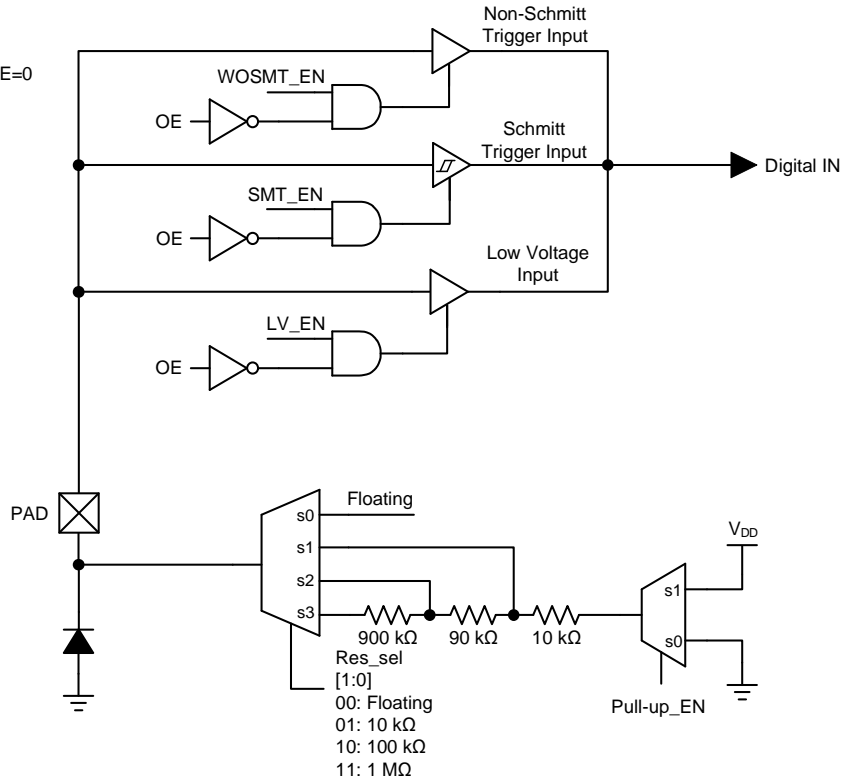 Non-Schmitt
Trigger Input
E=0
WOSMT_EN
OE
Schmitt
Trigger Input
Digital IN
SMT_EN
OE
Low Voltage
Input
LV_EN
OE
PAD
Floating
s0
s1
s2
s3
900 kΩ
90 kΩ
10 kΩ
VDD
s1
s0
Pull-up_EN
Res_sel
[1:0]
00: Floating
01: 10 kΩ
10: 100 kΩ
11: 1 MΩ